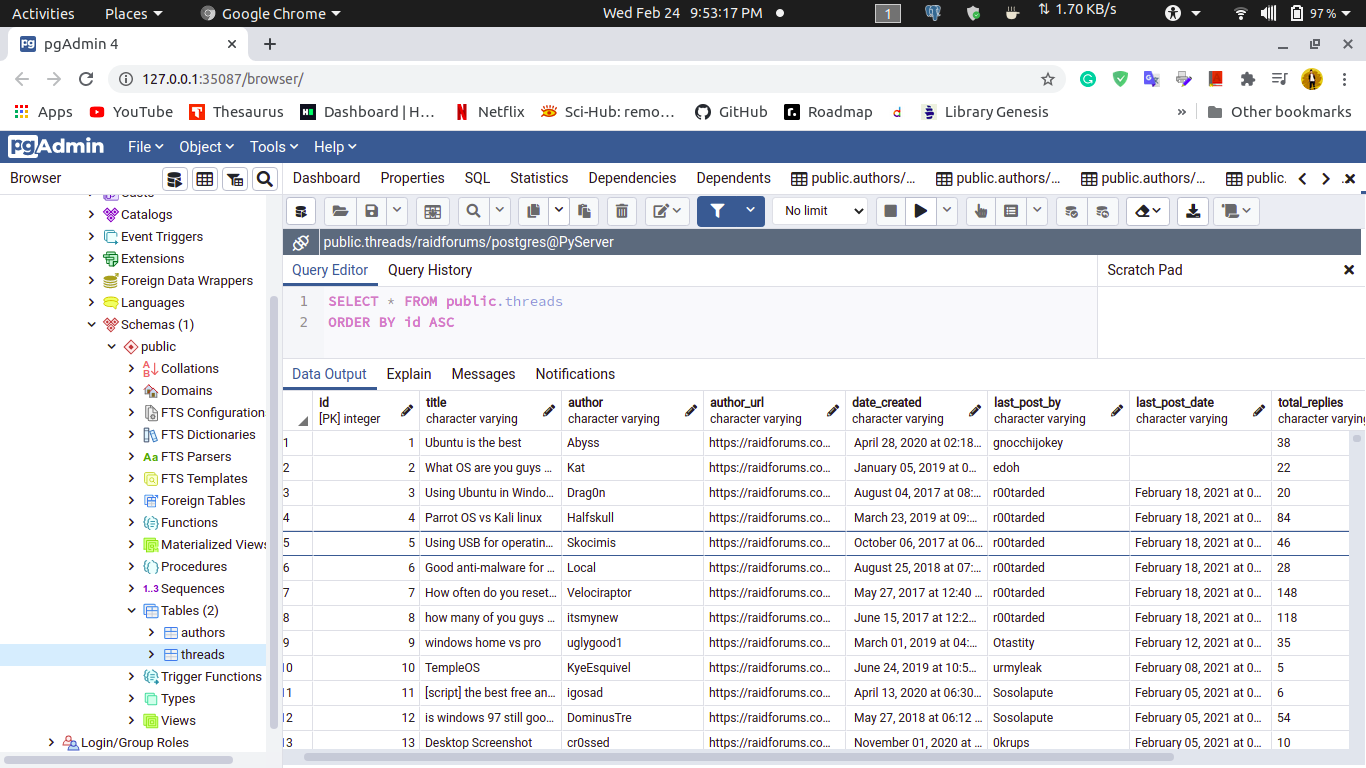 Activities Places Google Chrome Wed Feb 24 9:53:17 PM 1 1.70 KB/s 97 %
pgAdmin 4
127.0.0.1:35087/browser/
Apps YouTube Thesaurus Dashboard | H... Netflix Sci-Hub: remo... GitHub Roadmap Library Genesis » Other bookmarks
pgAdmin File Object Tools Help
Browser Dashboard Properties SQL Statistics Dependencies Dependents public.authors/... public.authors/... public.authors/... public.
No limit
public.threads/raidforums/postgres@PyServer
Query Editor Query History Scratch Pad
1 SELECT * FROM public.threads
2 ORDER BY id ASC
Catalogs
Event Triggers
Extensions
Foreign Data Wrappers
Languages
Schemas (1)
public
Collations
Domains
FTS Configuration
FTS Dictionaries
Aa FTS Parsers
FTS Templates
Foreign Tables
Functions
Materialized Views
Procedures
1..3 Sequences
Tables (2)
authors
threads
Trigger Functions
Types
Views
Login/Group Roles
Data Output Explain Messages Notifications
id title author author_url date_created last_post_by last_post_date total_replies
[PK] integer character varying character varying character varying character varying character varying character varying character varying
1 1 Ubuntu is the best Abyss https://raidforums.co... April 28, 2020 at 02:18... gnocchijokey 38
2 2 What OS are you guys ... Kat https://raidforums.co... January 05, 2019 at 0... edoh 22
3 3 Using Ubuntu in Windo... Drag0n https://raidforums.co... August 04, 2017 at 08:... r00tarded February 18, 2021 at 0... 20
4 4 Parrot OS vs Kali linux Halfskull https://raidforums.co... March 23, 2019 at 09:... r00tarded February 18, 2021 at 0... 84
5 5 Using USB for operatin... Skocimis https://raidforums.co... October 06, 2017 at 06... r00tarded February 18, 2021 at 0... 46
6 6 Good anti-malware for ... Local https://raidforums.co... August 25, 2018 at 07:... r00tarded February 18, 2021 at 0... 28
7 7 How often do you reset... Velociraptor https://raidforums.co... May 27, 2017 at 12:40 ... r00tarded February 18, 2021 at 0... 148
8 8 how many of you guys ... itsmynew https://raidforums.co... June 15, 2017 at 12:2... r00tarded February 18, 2021 at 0... 118
9 9 windows home vs pro uglygood1 https://raidforums.co... March 01, 2019 at 04:... Otastity February 12, 2021 at 0... 35
10 10 TempleOS KyeEsquivel https://raidforums.co... June 24, 2019 at 10:5... urmyleak February 08, 2021 at 0... 5
11 11 [script] the best free an... igosad https://raidforums.co... April 13, 2020 at 06:30... Sosolapute February 05, 2021 at 0... 6
12 12 is windows 97 still goo... DominusTre https://raidforums.co... May 27, 2018 at 06:12 ... Sosolapute February 05, 2021 at 0... 54
13 13 Desktop Screenshot cr0ssed https://raidforums.co... November 01, 2020 at ... 0krups February 05, 2021 at 0... 10